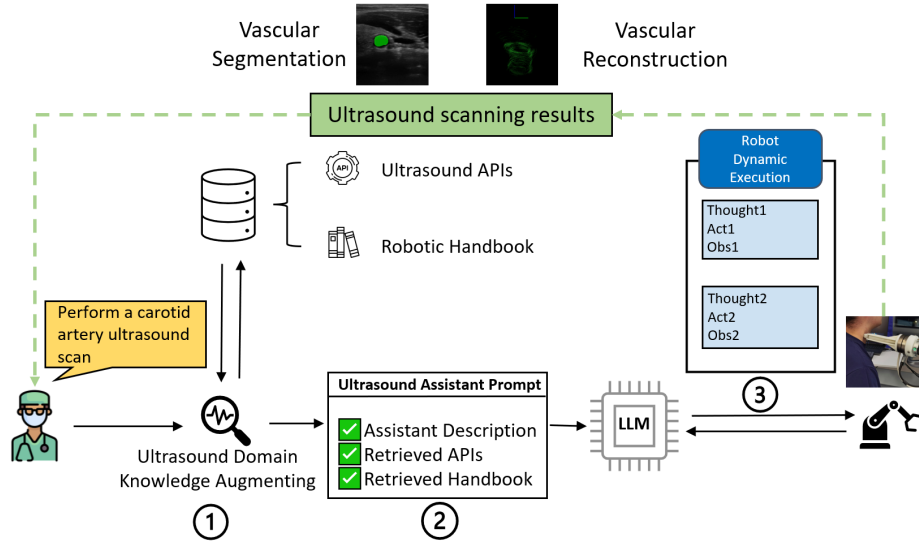 Vascular
Segmentation
Vascular
Reconstruction
Ultrasound scanning results
API
Ultrasound APIs
Robotic Handbook
Robot
Dynamic
Execution
Thought1
Act1
Obs1
Thought2
Act2
Obs2
Perform a carotid
artery ultrasound
scan
Ultrasound Domain
Knowledge Augmenting
Ultrasound Assistant Prompt
Assistant Description
Retrieved APIs
Retrieved Handbook
LLM
1
2
3